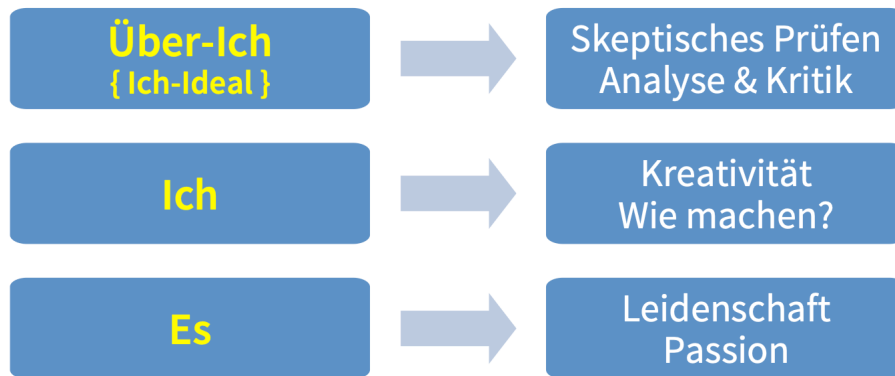 Über-Ich
{ Ich-Ideal }
Skeptisches Prüfen
Analyse & Kritik
Ich
Kreativität
Wie machen?
Es
Leidenschaft
Passion